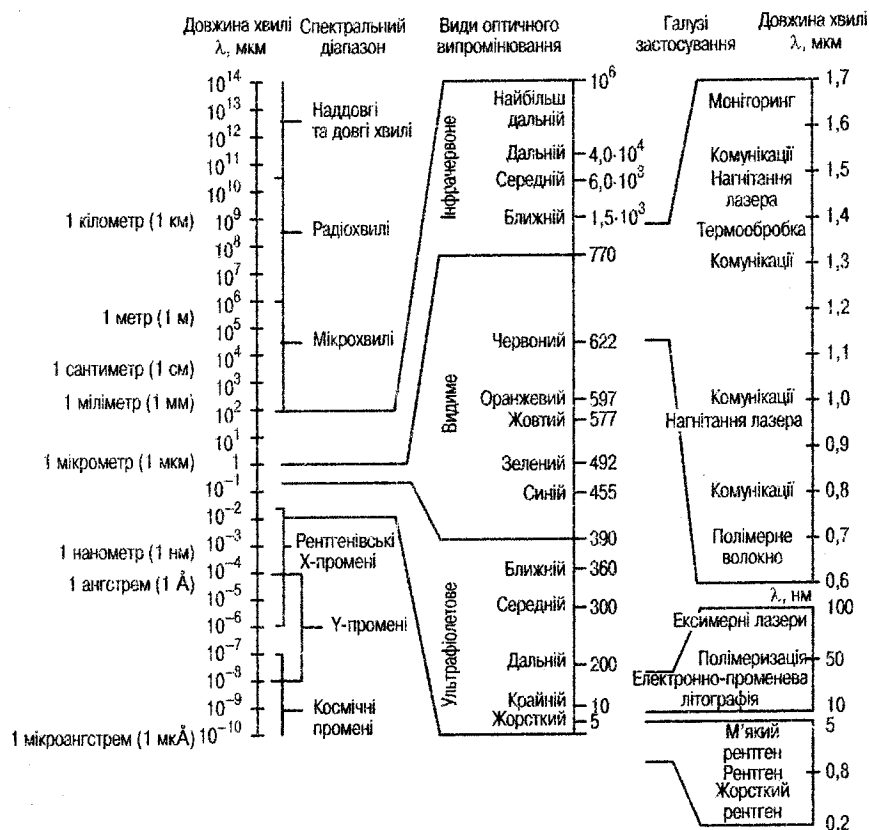 Довжина хвилі
λ, мкм
Спектральний
діапазон
Види оптичного
випромінювання
Галузі
застосування
Довжина хвилі
λ, мкм
10¹⁴
10¹³
10¹²
10¹¹
10¹⁰
1 кілометр (1 км) 10⁹
10⁸
10⁷
10⁶
1 метр (1 м)
10⁵
10⁴
1 сантиметр (1 см)
10³
1 міліметр (1 мм) 10²
10¹
1 мікрометр (1 мкм) 1
10⁻¹
10⁻²
10⁻³
1 нанометр (1 нм)
10⁻⁴
1 ангстрем (1 Å)
10⁻⁵
10⁻⁶
10⁻⁷
10⁻⁸
10⁻⁹
1 мікроангстрем (1 мкÅ) 10⁻¹⁰
Наддовгі
та довгі хвилі
Радіохвилі
Мікрохвилі
Рентгенівські
X-промені
Y-промені
Космічні
промені
Інфрачервоне
10⁶
Найбільш
дальній
Дальній 4,0·10⁴
Середній 6,0·10³
Ближній 1,5·10³
770
Видиме
Червоний 622
Оранжевий 597
Жовтий 577
Зелений 492
Синій 455
390
Ультрафіолетове
Ближній 360
Середній 300
Дальній 200
Крайній 10
Жорсткий 5
Моніторинг
Комунікації
Нагнітання
лазера
Термообробка
Комунікації
Комунікації
Нагнітання лазера
Комунікації
Полімерне
волокно
1,7
1,6
1,5
1,4
1,3
1,2
1,1
1,0
0,9
0,8
0,7
0,6
λ, нм
100
Ексимерні лазери
Полімеризація 50
Електронно-променева
літографія 10
М'який 5
рентген
Рентген 0,8
Жорсткий
рентген 0,2